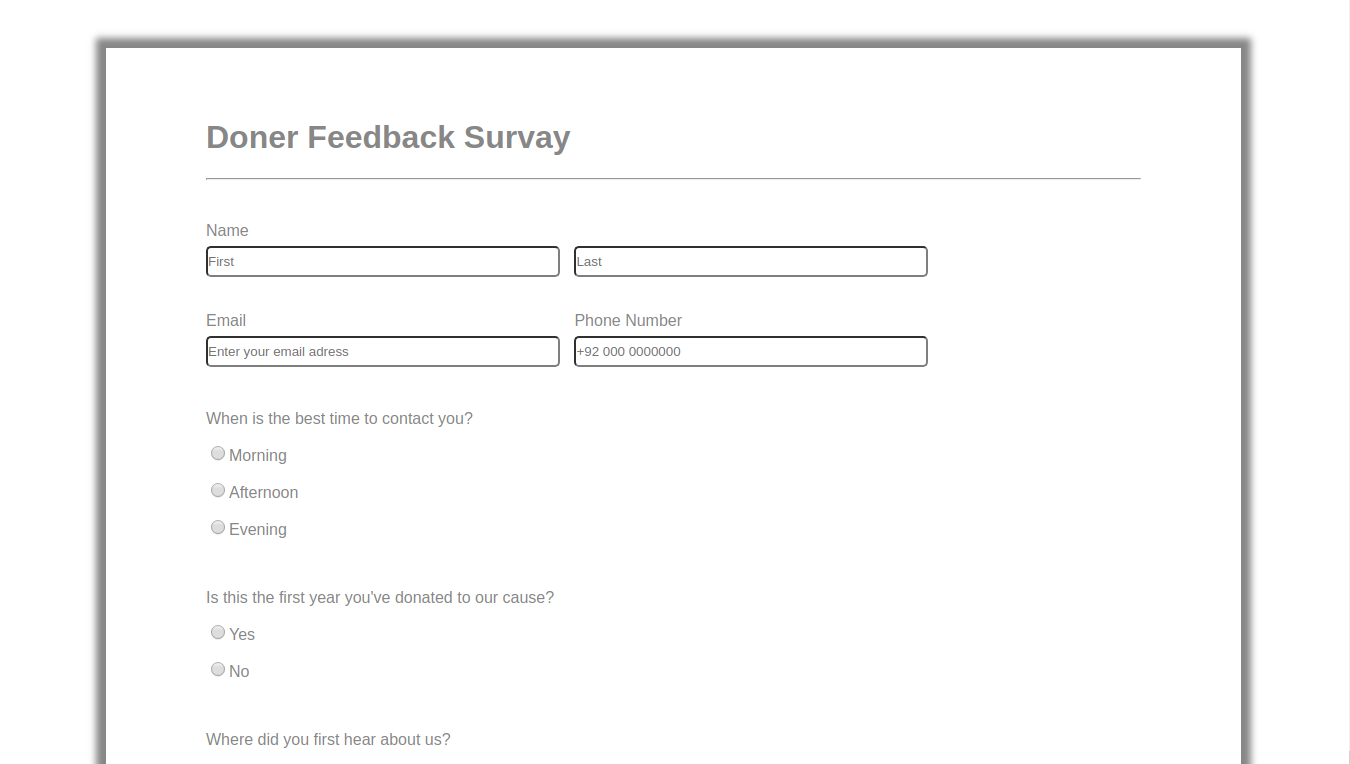 Doner Feedback Survay
Name
First Last
Email Phone Number
Enter your email adress +92 000 0000000
When is the best time to contact you?
Morning
Afternoon
Evening
Is this the first year you've donated to our cause?
Yes
No
Where did you first hear about us?